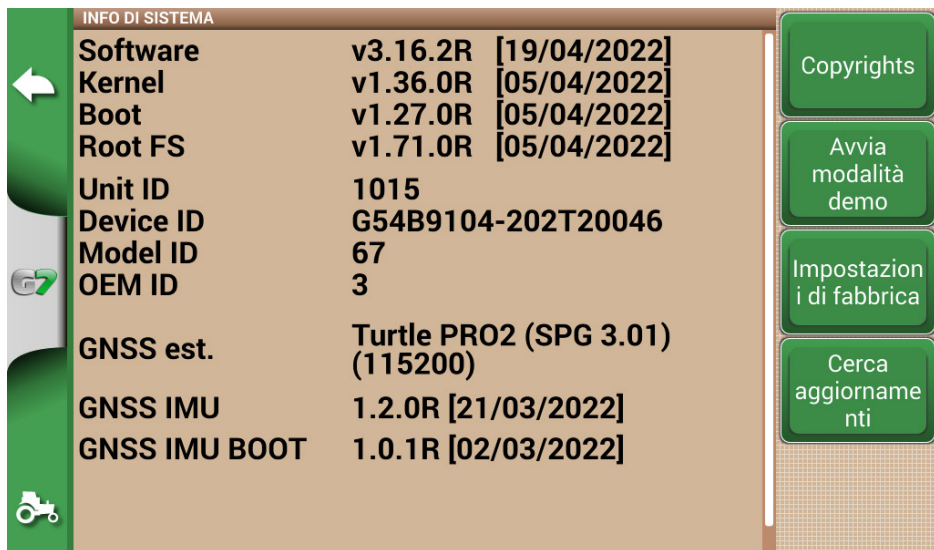 INFO DI SISTEMA
Software v3.16.2R [19/04/2022]
Kernel v1.36.0R [05/04/2022]
Boot v1.27.0R [05/04/2022]
Root FS v1.71.0R [05/04/2022]
Unit ID 1015
Device ID G54B9104-202T20046
Model ID 67
OEM ID 3
GNSS est. Turtle PRO2 (SPG 3.01)
(115200)
GNSS IMU 1.2.0R [21/03/2022]
GNSS IMU BOOT 1.0.1R [02/03/2022]
G7
Copyrights
Avvia
modalità
demo
Impostazion
i di fabbrica
Cerca
aggiorname
nti